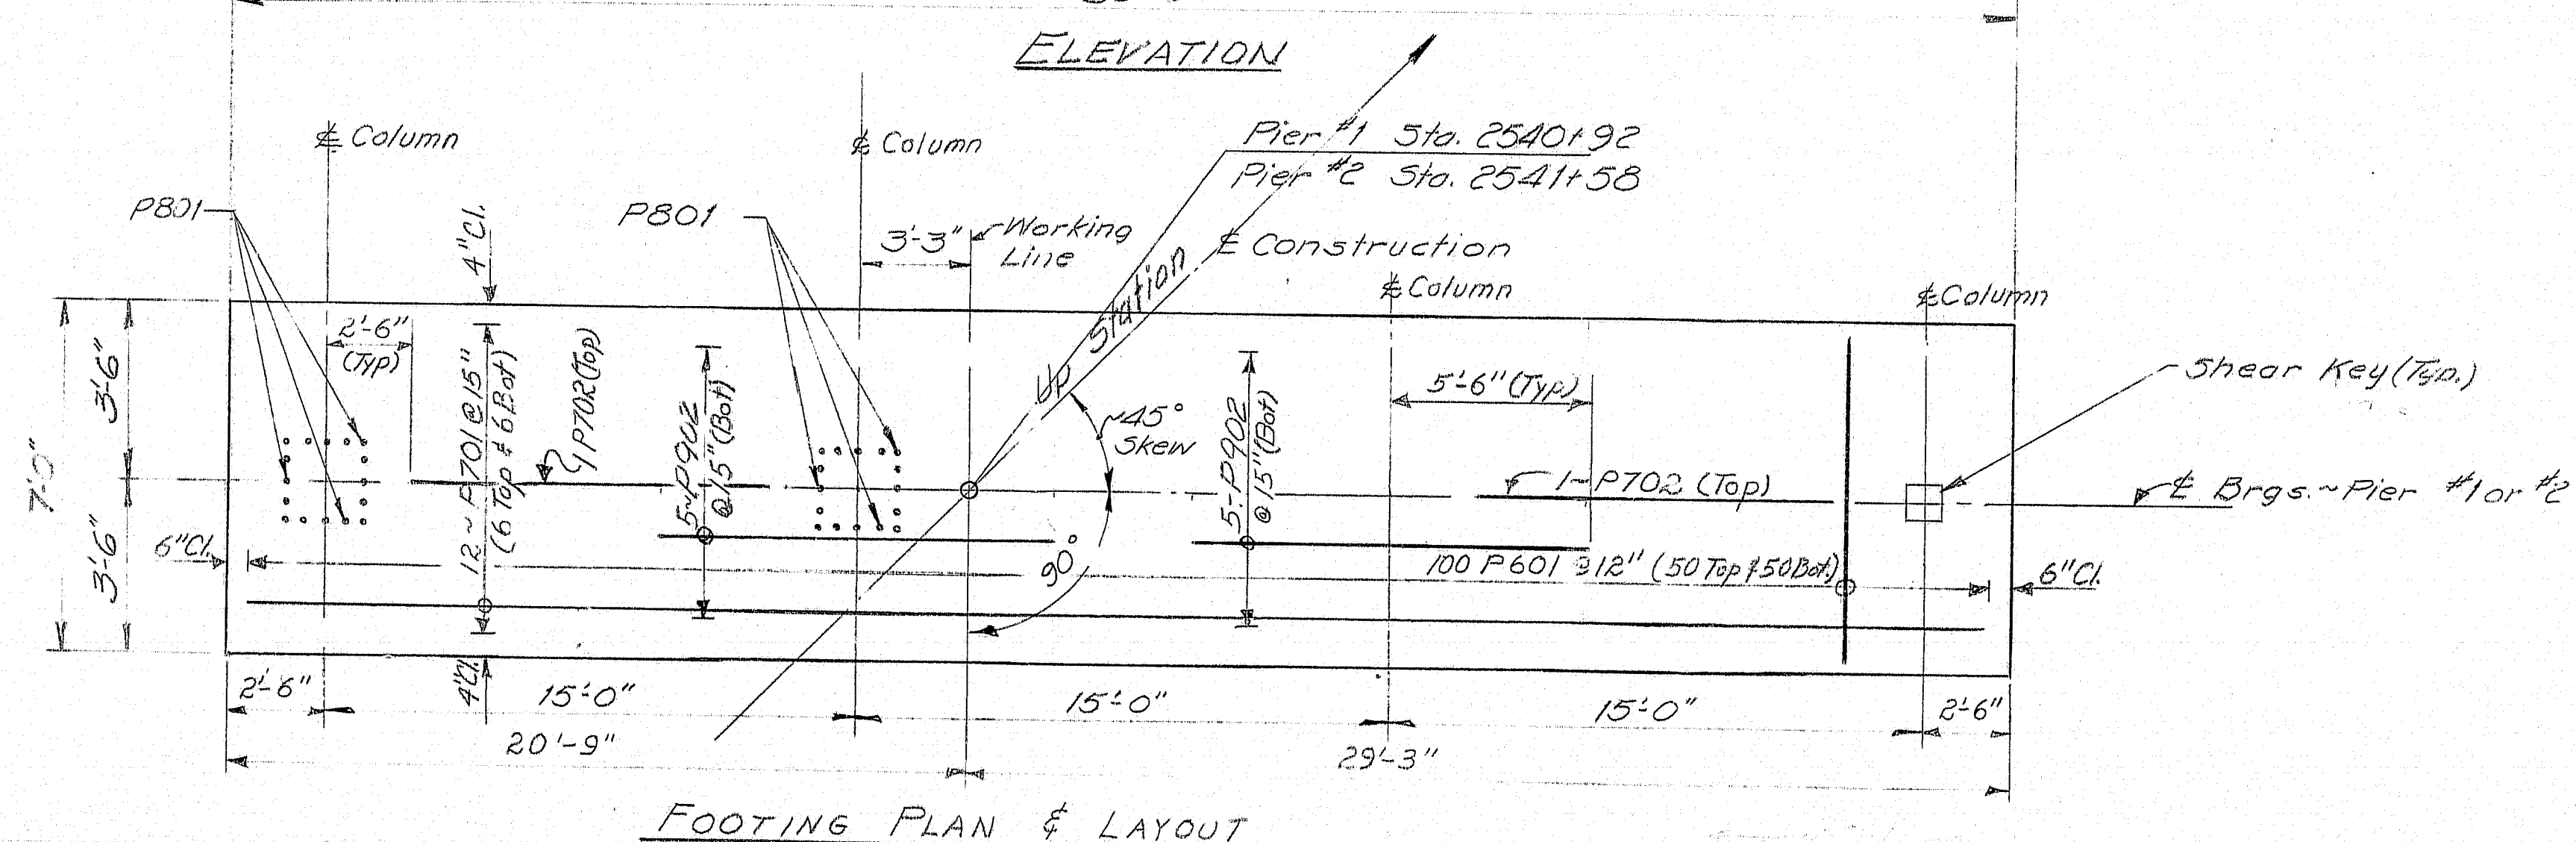 ELEVATION
Pier #1 Sta. 2540+92
Pier #2 Sta. 2541+58
℄ Column
℄ Column
P801
P801
4"Cl.
3'-3"
Working
Line
Up Station
℄ Construction
℄ Column
℄ Column
2'-6"
(Typ)
12~P701@15"
(6 Top & 6 Bot)
1P702(Top)
5~P902
@15"(Bot)
5-P902
@15"(Bot)
~45°
Skew
5'-6"(Typ)
Shear Key(Typ.)
7'-0"
3'-6"
3'-6"
1~P702 (Top)
℄ Brgs.~Pier #1 or #2
6"Cl.
90°
100 P601 @12" (50 Top & 50 Bot.)
6"Cl.
2'-6"
4"Cl.
15'-0"
15'-0"
15'-0"
2'-6"
20'-9"
29'-3"
FOOTING PLAN & LAYOUT